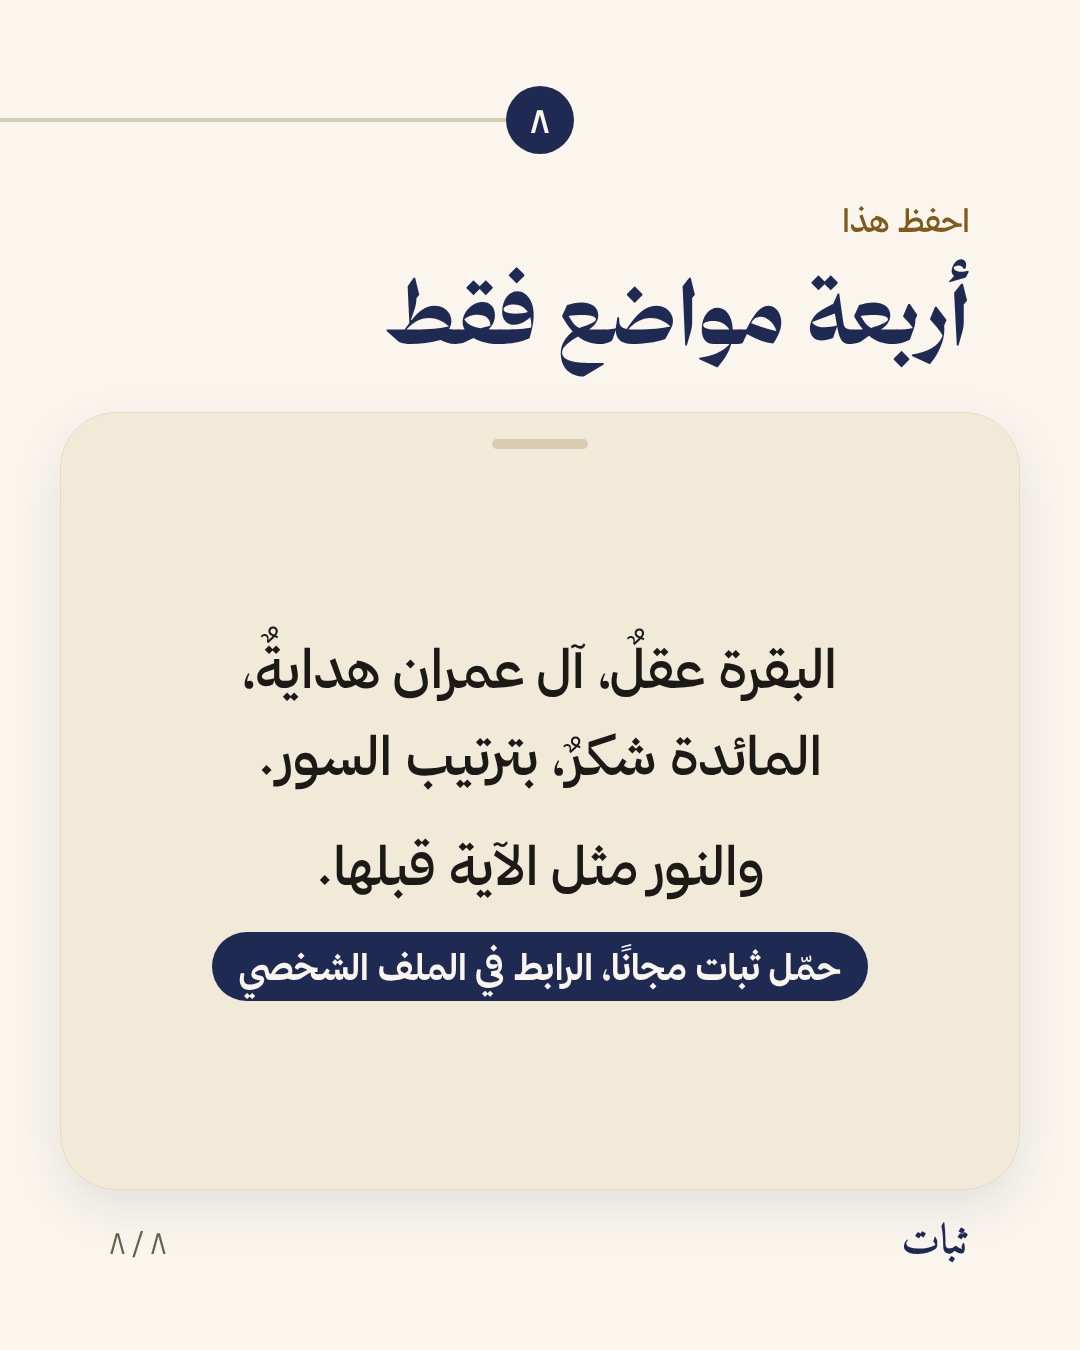 ٨
احفظ هذا
أربعة مواضع فقط
البقرة عقلٌ، آل عمران هدايةٌ،
المائدة شكرٌ، بترتيب السور.
والنور مثل الآية قبلها.
حمّل ثبات مجانًا، الرابط في الملف الشخصي
ثبات
٨ / ٨